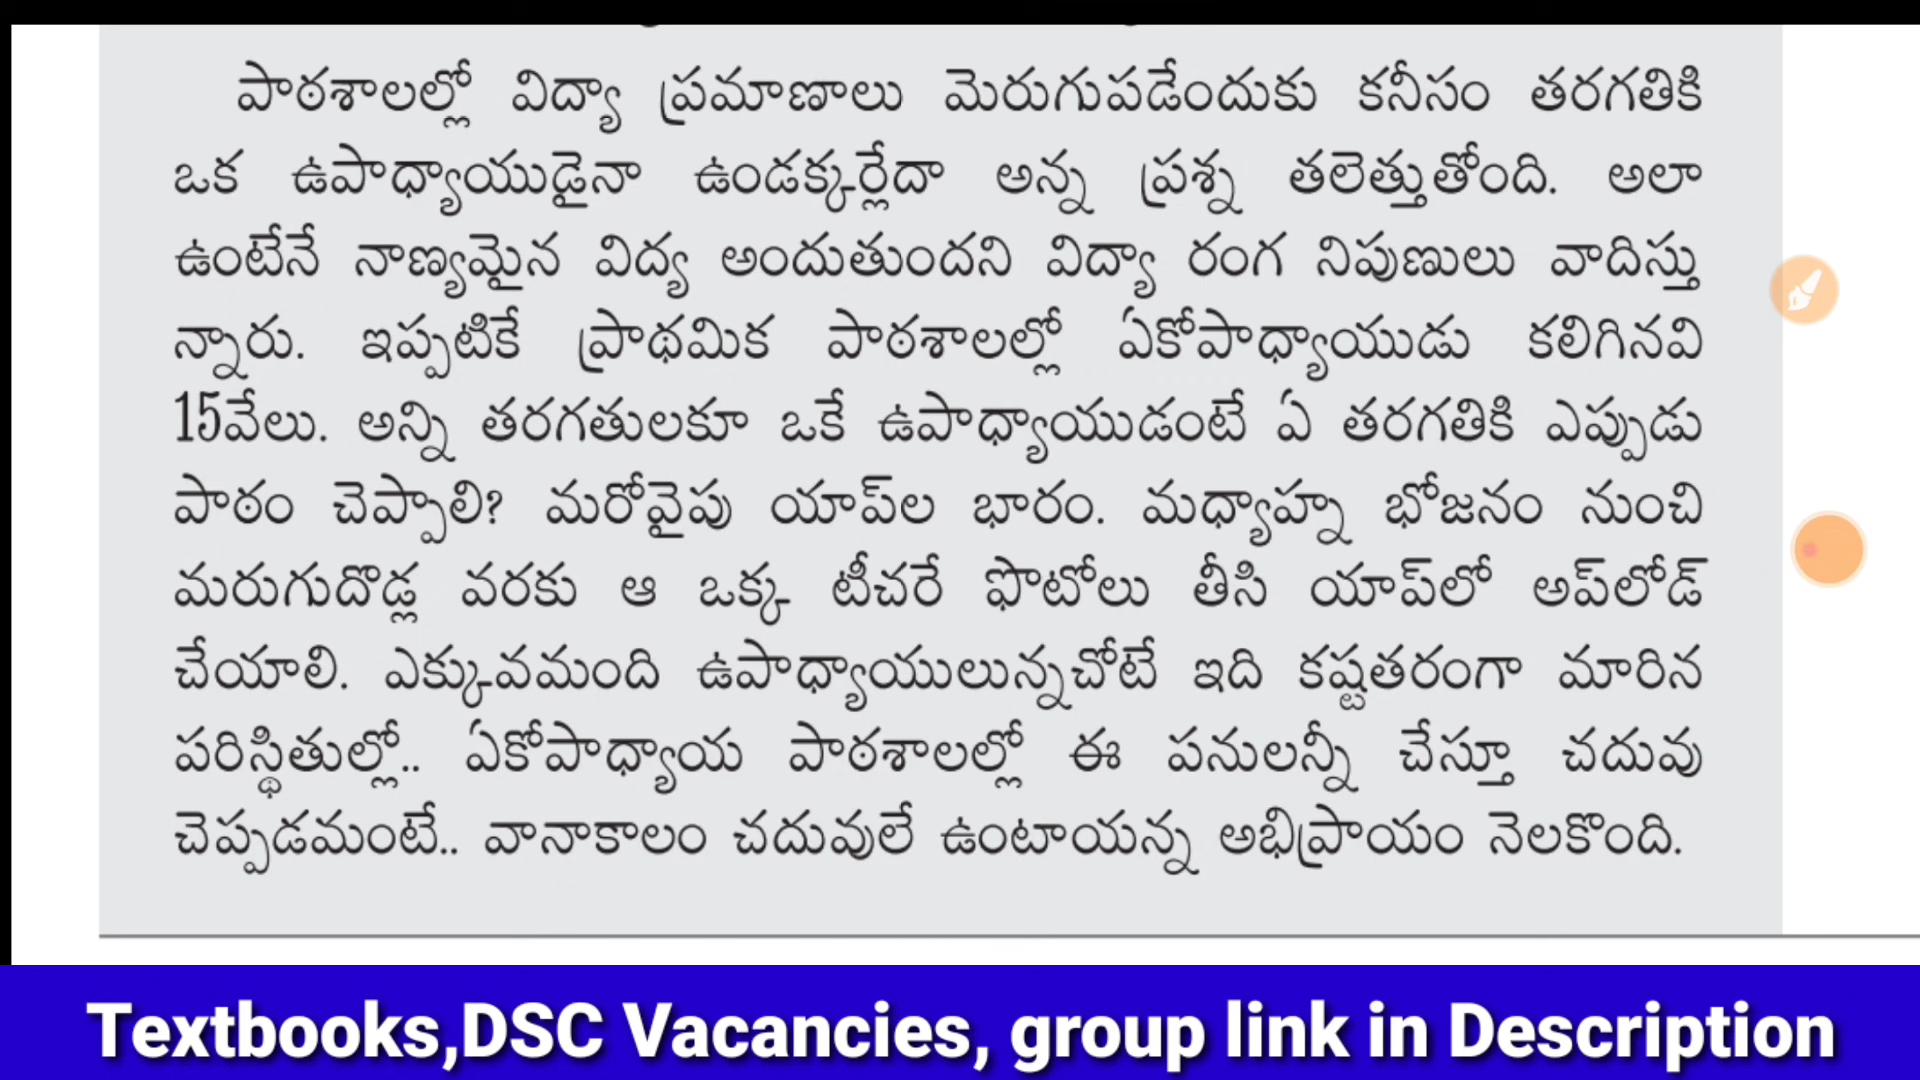 పాఠశాలల్లో విద్యా ప్రమాణాలు మెరుగుపడేందుకు కనీసం తరగతికి
ఒక ఉపాధ్యాయుడైనా ఉండక్కర్లేదా అన్న ప్రశ్న తలెత్తుతోంది. అలా
ఉంటేనే నాణ్యమైన విద్య అందుతుందని విద్యా రంగ నిపుణులు వాదిస్తు
న్నారు. ఇప్పటికే ప్రాథమిక పాఠశాలల్లో ఏకోపాధ్యాయుడు కలిగినవి
15వేలు. అన్ని తరగతులకూ ఒకే ఉపాధ్యాయుడంటే ఏ తరగతికి ఎప్పుడు
పాఠం చెప్పాలి? మరోవైపు యాప్‌ల భారం. మధ్యాహ్న భోజనం నుంచి
మరుగుదొడ్ల వరకు ఆ ఒక్క టీచరే ఫొటోలు తీసి యాప్‌లో అప్‌లోడ్
చేయాలి. ఎక్కువమంది ఉపాధ్యాయులున్నచోటే ఇది కష్టతరంగా మారిన
పరిస్థితుల్లో.. ఏకోపాధ్యాయ పాఠశాలల్లో ఈ పనులన్నీ చేస్తూ చదువు
చెప్పడమంటే.. వానాకాలం చదువులే ఉంటాయన్న అభిప్రాయం నెలకొంది.
Textbooks,DSC Vacancies, group link in Description